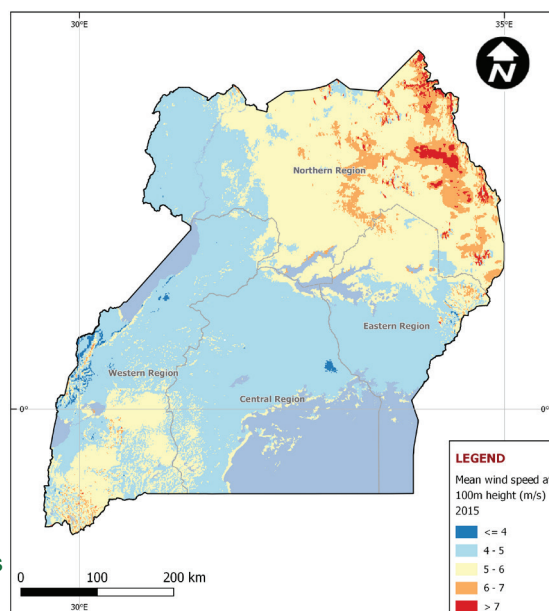 30°E
35°E
N
Northern Region
Eastern Region
Western Region
Central Region
0°
0°
LEGEND
Mean wind speed a
100m height (m/s)
2015
<= 4
4 - 5
5 - 6
6 - 7
> 7
s
0 100 200 km
30°E